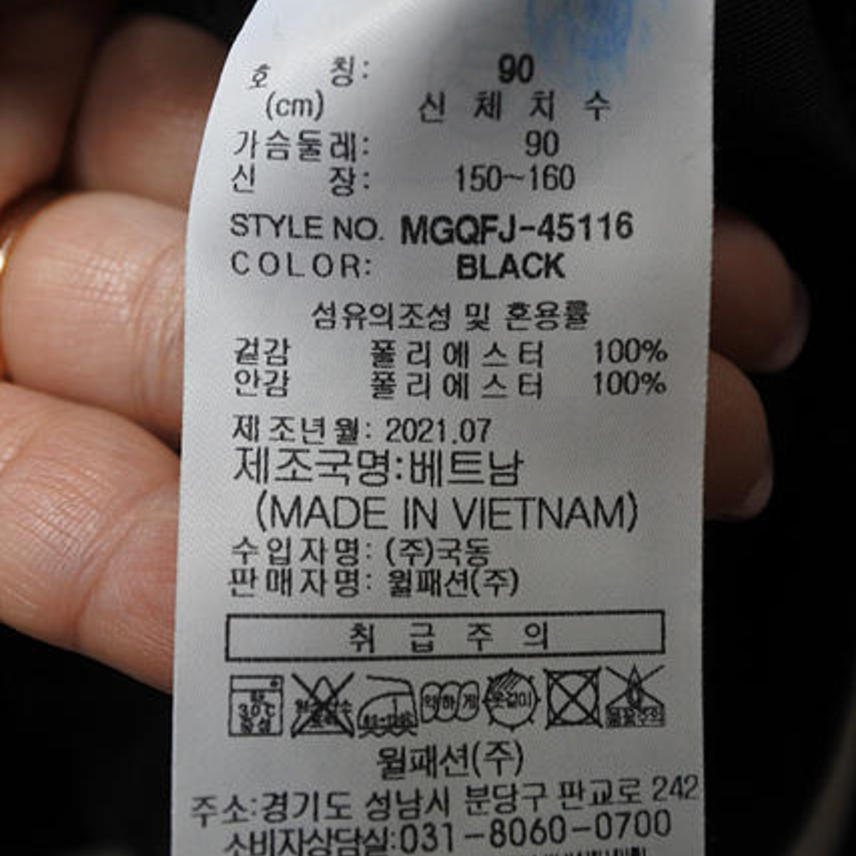 호 칭: 90
(cm) 신 체 치 수
가슴둘레: 90
신 장: 150~160
STYLE NO. MGQFJ-45116
COLOR: BLACK
섬유의조성 및 혼용률
겉감 폴리에스터 100%
안감 폴리에스터 100%
제조년월: 2021.07
제조국명:베트남
(MADE IN VIETNAM)
수입자명: (주)국동
판매자명: 월패션(주)
취 급 주 의
30℃ 중성
약하게
옷걸이
월패션(주)
주소:경기도 성남시 분당구 판교로 242
소비자상담실:031-8060-0700